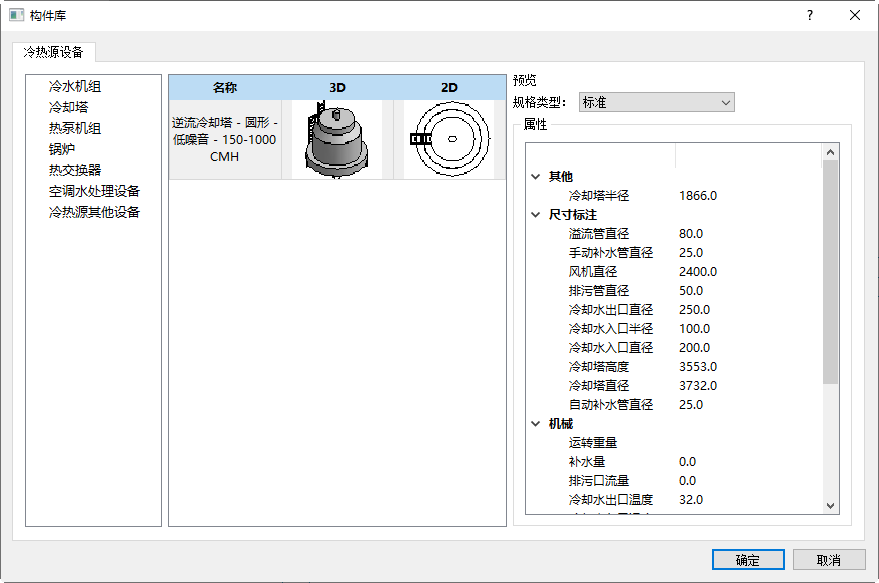 构件库
冷热源设备
冷水机组
冷却塔
热泵机组
锅炉
热交换器
空调水处理设备
冷热源其他设备
名称 3D 2D
逆流冷却塔 - 圆形 -
低噪音 - 150-1000
CMH
预览
规格类型： 标准
属性
其他
冷却塔半径 1866.0
尺寸标注
溢流管直径 80.0
手动补水管直径 25.0
风机直径 2400.0
排污管直径 50.0
冷却水出口直径 250.0
冷却水入口半径 100.0
冷却水入口直径 200.0
冷却塔高度 3553.0
冷却塔直径 3732.0
自动补水管直径 25.0
机械
运转重量
补水量 0.0
排污口流量 0.0
冷却水出口温度 32.0
确定 取消